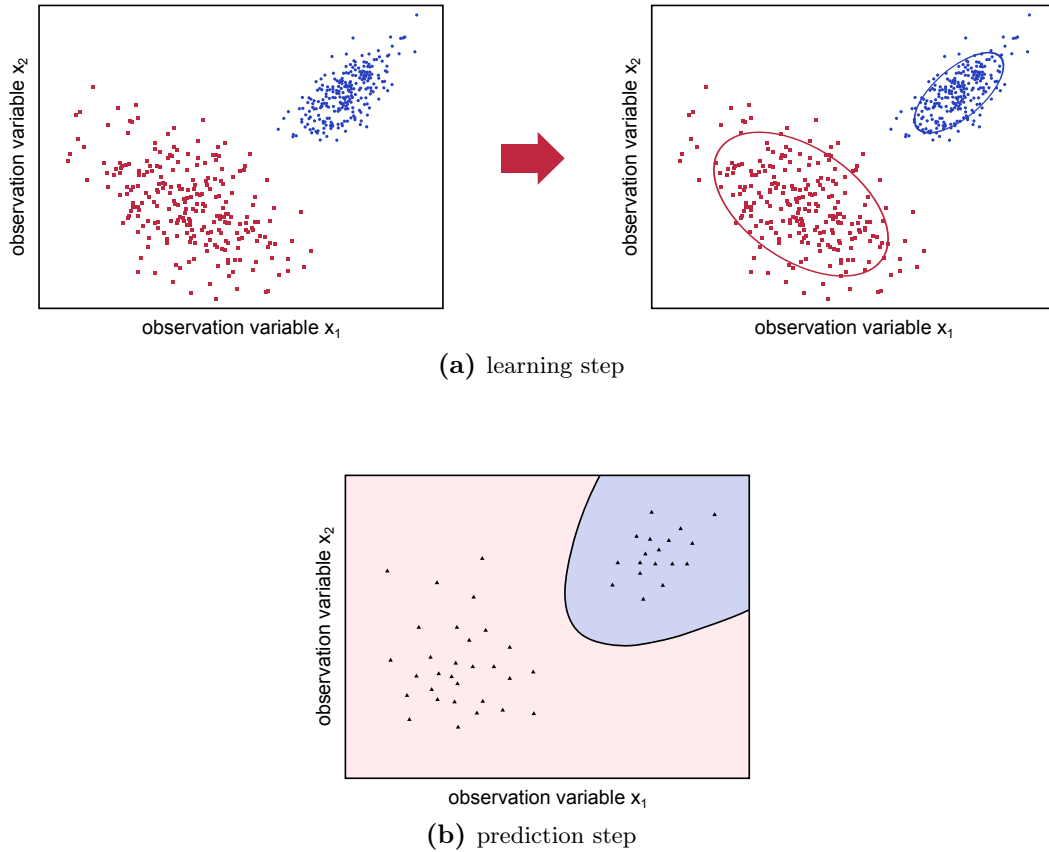 observation variable x₂
observation variable x₁
observation variable x₂
observation variable x₁
(a) learning step
observation variable x₂
observation variable x₁
(b) prediction step